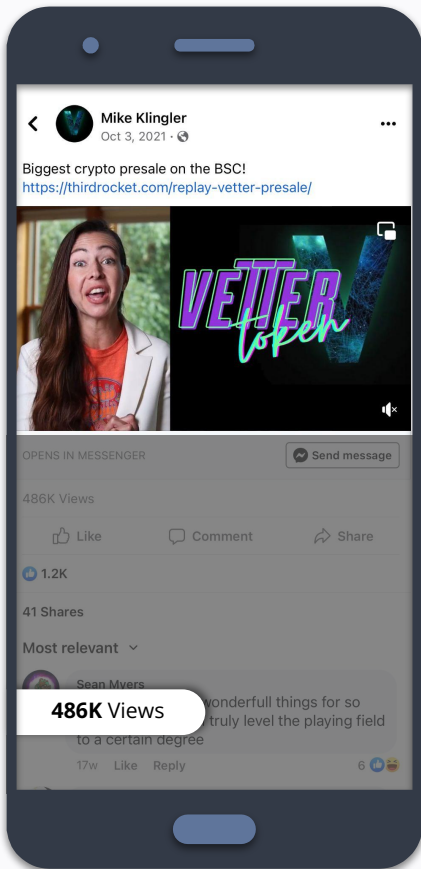 Mike Klingler
Oct 3, 2021 ·
Biggest crypto presale on the BSC!
https://thirdrocket.com/replay-vetter-presale/
VETTER
token
OPENS IN MESSENGER
Send message
486K Views
Like
Comment
Share
1.2K
41 Shares
Most relevant
Sean Myers
486K Views
wonderfull things for so
truly level the playing field
to a certain degree
17w Like Reply
6